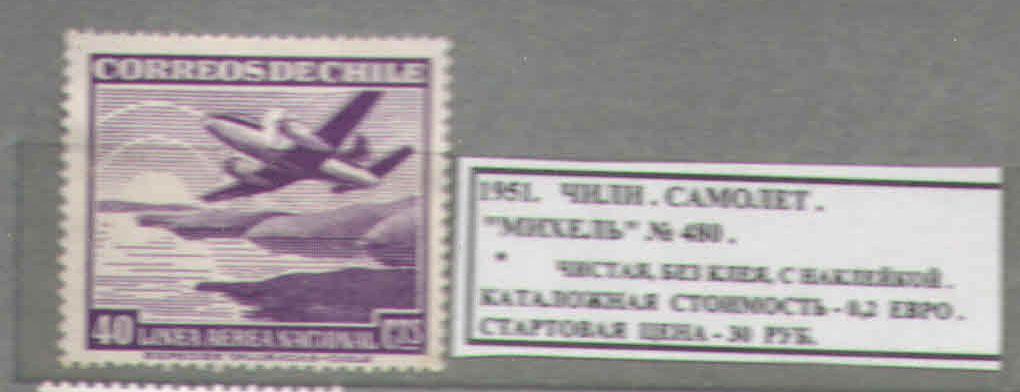 CORREOS DE CHILE
40 LINEA AEREA NACIONAL CTS
1951. ЧИЛИ. САМОЛЕТ.
"МИХЕЛЬ" № 480.
* ЧИСТАЯ, БЕЗ КЛЕЯ, С НАКЛЕЙКОЙ.
КАТАЛОЖНАЯ СТОИМОСТЬ - 0,2 ЕВРО.
СТАРТОВАЯ ЦЕНА - 30 РУБ.